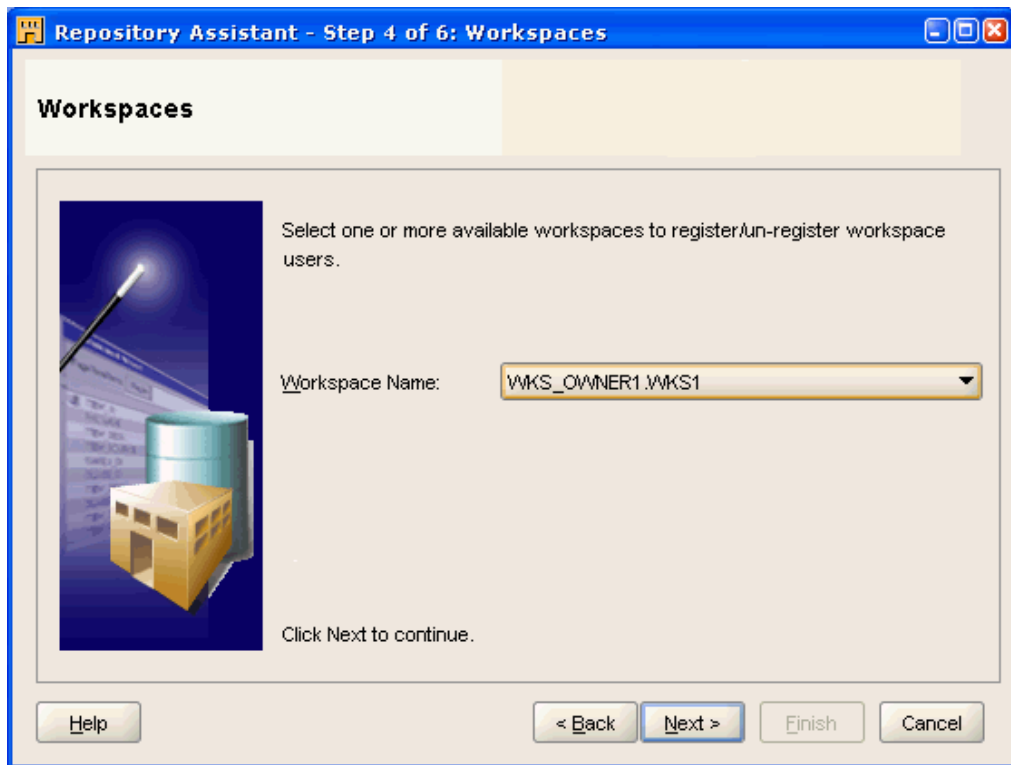 Repository Assistant - Step 4 of 6: Workspaces
Workspaces
Select one or more available workspaces to register/un-register workspace
users.
Workspace Name:
WKS_OWNER1.WKS1
Click Next to continue.
Help
< Back
Next >
Finish
Cancel